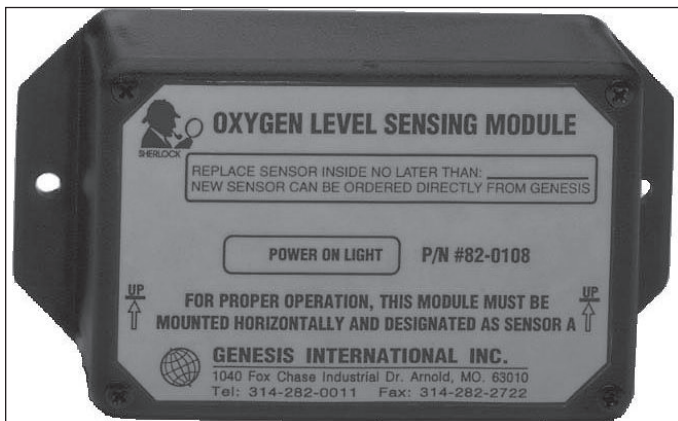 OXYGEN LEVEL SENSING MODULE
SHERLOCK
REPLACE SENSOR INSIDE NO LATER THAN:
NEW SENSOR CAN BE ORDERED DIRECTLY FROM GENESIS
POWER ON LIGHT
P/N #82-0108
UP
UP
FOR PROPER OPERATION, THIS MODULE MUST BE
MOUNTED HORIZONTALLY AND DESIGNATED AS SENSOR A
GENESIS INTERNATIONAL INC.
1040 Fox Chase Industrial Dr. Arnold, MO. 63010
Tel: 314-282-0011 Fax: 314-282-2722